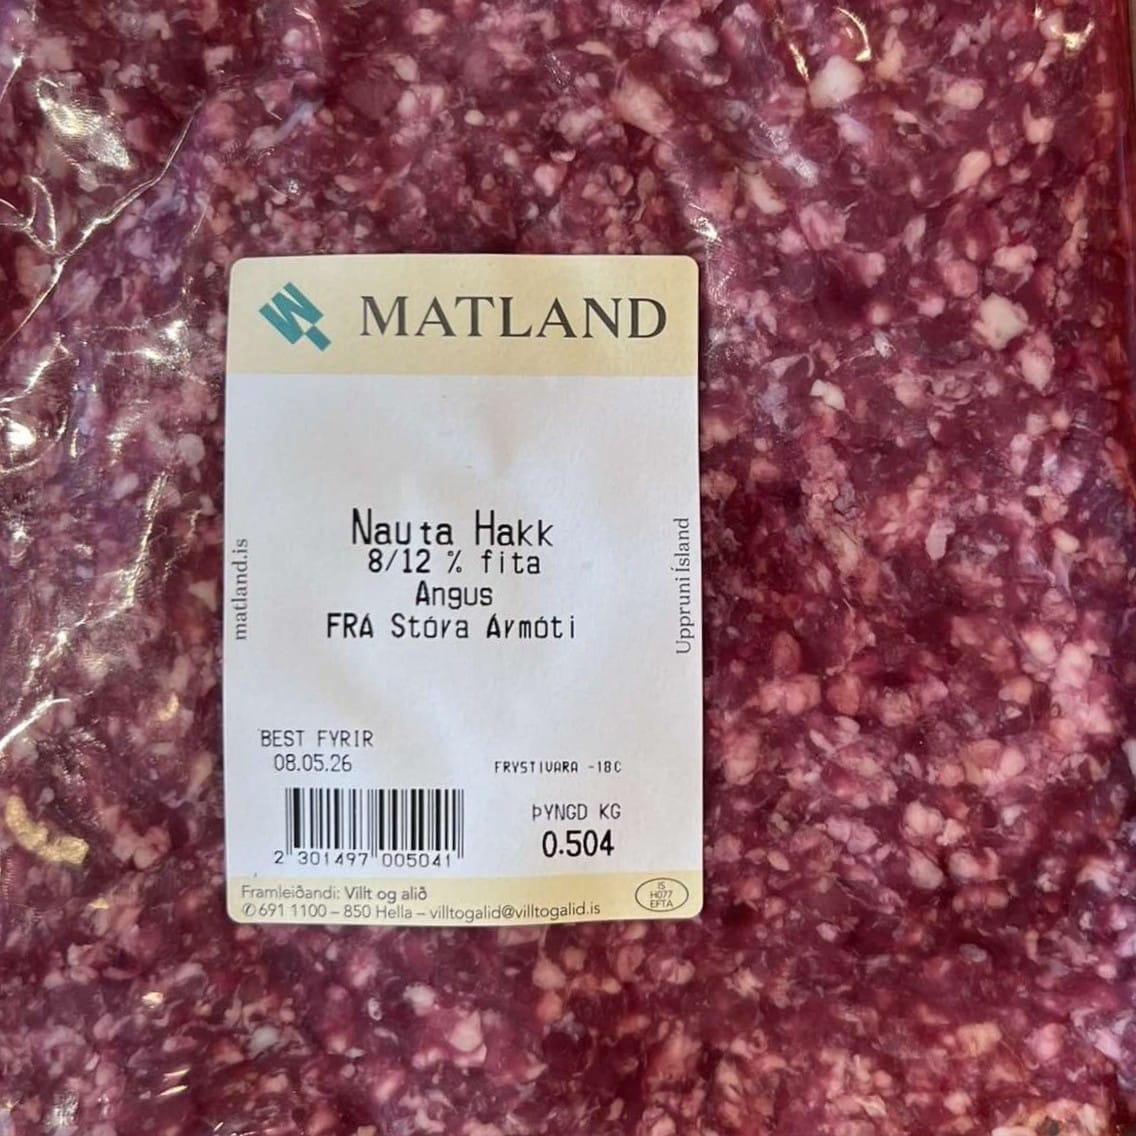 MATLAND
Nauta Hakk
8/12 % fita
Angus
FRÁ Stóra Ármóti
matland.is
Uppruni Ísland
BEST FYRIR
08.05.26
FRYSTIVARA -18C
ÞYNGD KG
0.504
2 301497 005041
Framleiðandi: Villt og alið
✆691 1100 – 850 Hella – villtogalid@villtogalid.is
IS
H077
EFTA